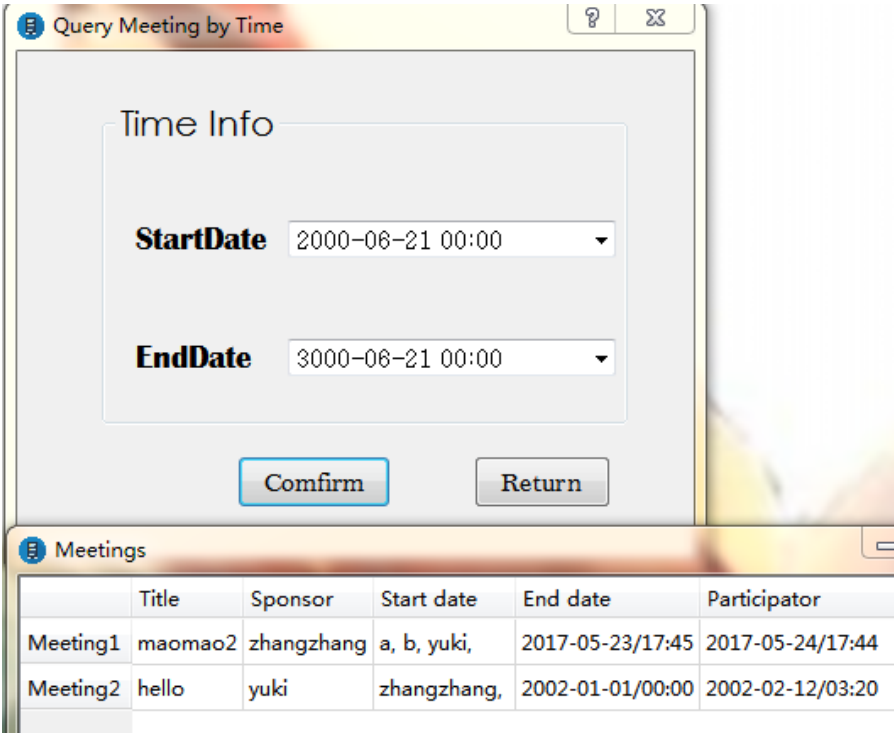 Query Meeting by Time
Time Info
StartDate 2000-06-21 00:00
EndDate 3000-06-21 00:00
Comfirm Return
Meetings
Title Sponsor Start date End date Participator
Meeting1 maomao2 zhangzhang a, b, yuki, 2017-05-23/17:45 2017-05-24/17:44
Meeting2 hello yuki zhangzhang, 2002-01-01/00:00 2002-02-12/03:20